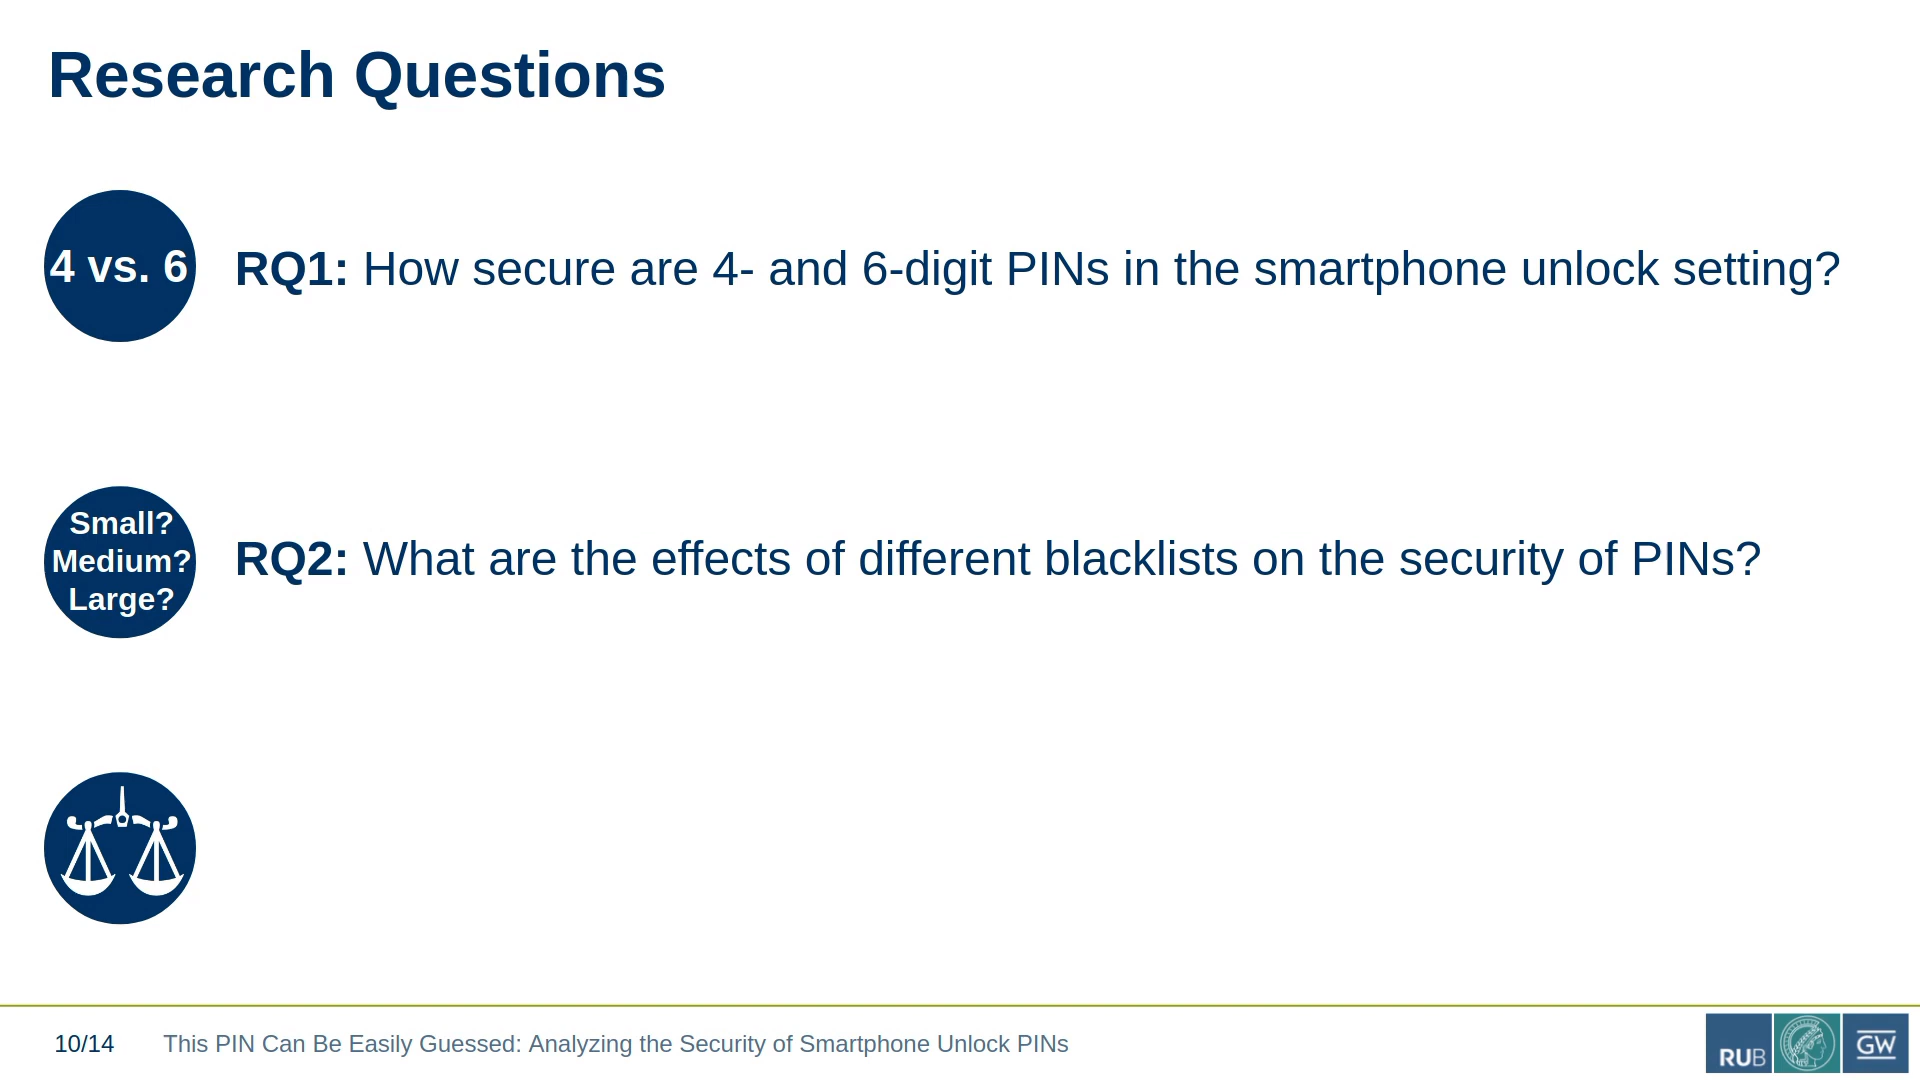 Research Questions
4 vs. 6
RQ1: How secure are 4- and 6-digit PINs in the smartphone unlock setting?
Small?
Medium?
Large?
RQ2: What are the effects of different blacklists on the security of PINs?
10/14
This PIN Can Be Easily Guessed: Analyzing the Security of Smartphone Unlock PINs
RUB
GW